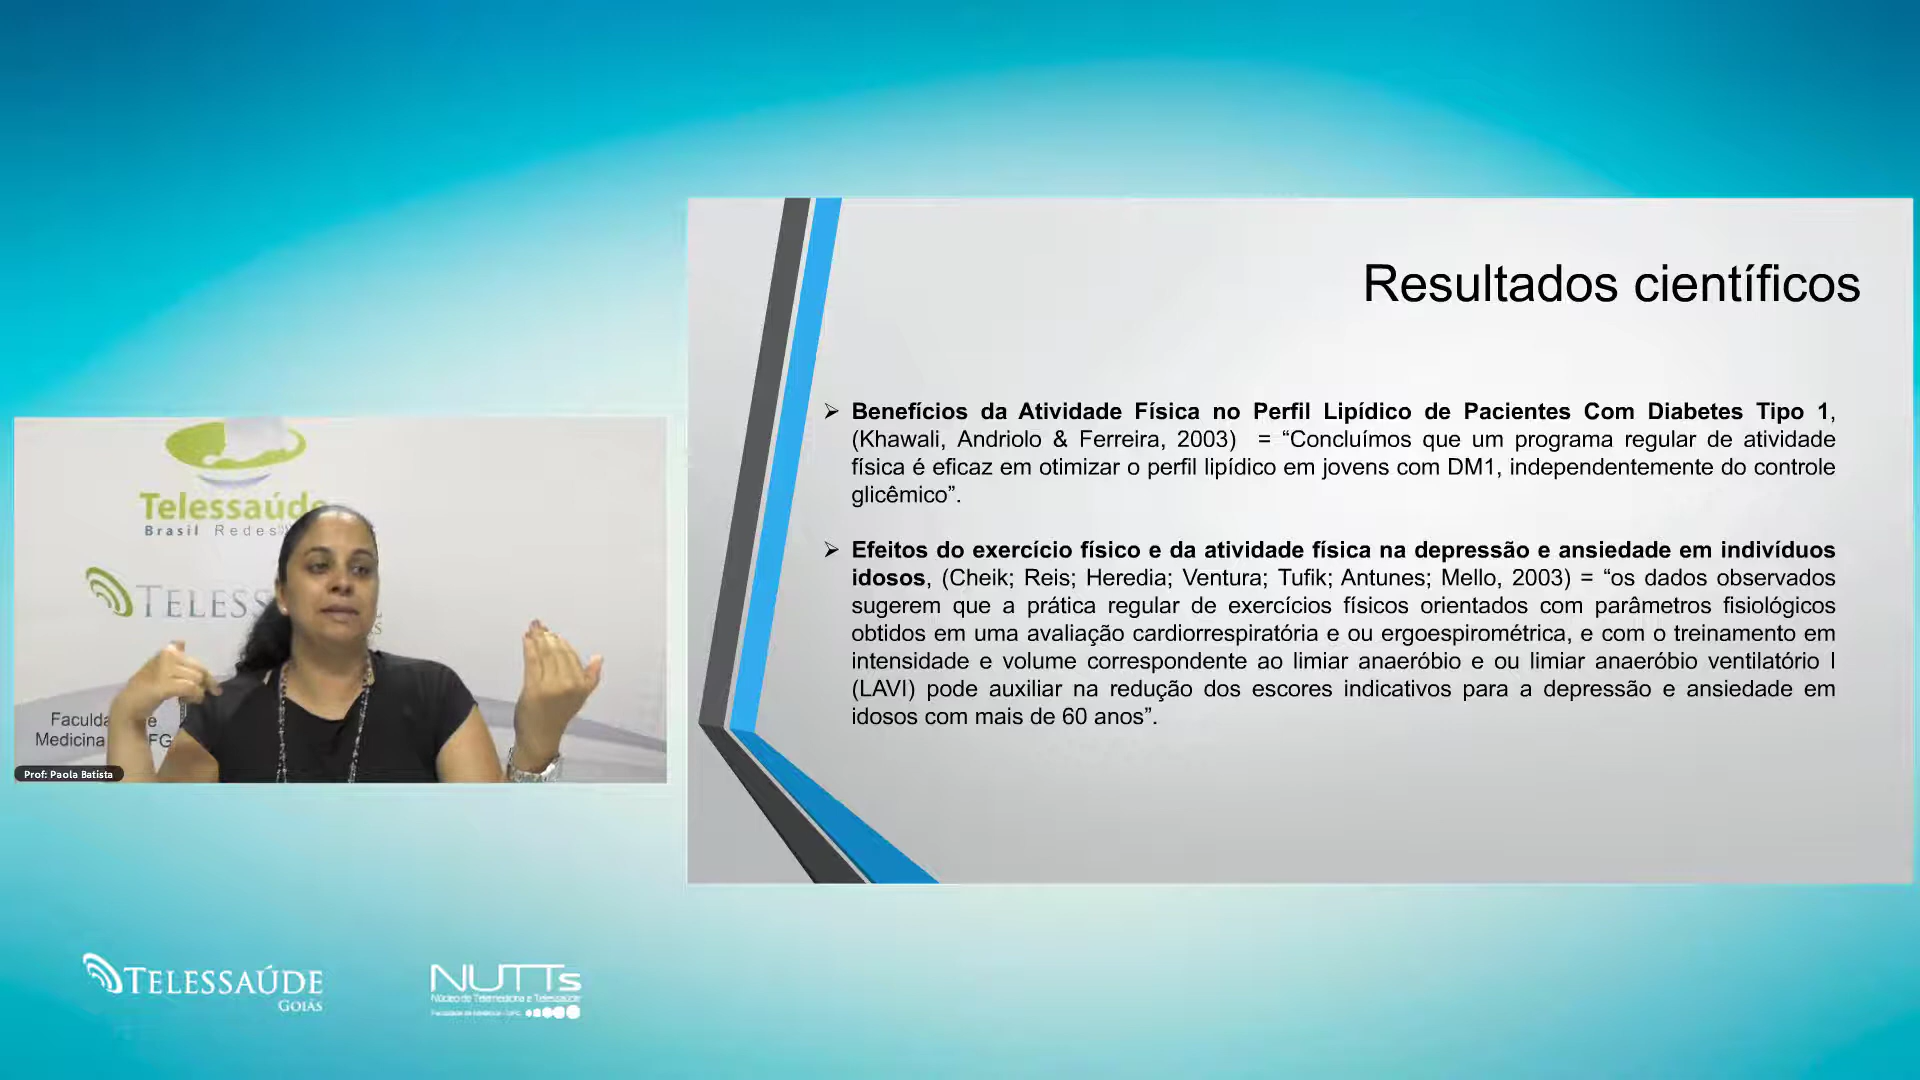 Resultados científicos
➢ Benefícios da Atividade Física no Perfil Lipídico de Pacientes Com Diabetes Tipo 1,
(Khawali, Andriolo & Ferreira, 2003) = “Concluímos que um programa regular de atividade
física é eficaz em otimizar o perfil lipídico em jovens com DM1, independentemente do controle
glicêmico”.
➢ Efeitos do exercício físico e da atividade física na depressão e ansiedade em indivíduos
idosos, (Cheik; Reis; Heredia; Ventura; Tufik; Antunes; Mello, 2003) = “os dados observados
sugerem que a prática regular de exercícios físicos orientados com parâmetros fisiológicos
obtidos em uma avaliação cardiorrespiratória e ou ergoespirométrica, e com o treinamento em
intensidade e volume correspondente ao limiar anaeróbio e ou limiar anaeróbio ventilatório I
(LAVI) pode auxiliar na redução dos escores indicativos para a depressão e ansiedade em
idosos com mais de 60 anos”.
Telessaúde
Brasil Redes
TELESS
Medicina
Prof: Paola Batista
TELESSAÚDE
GOIÁS
NUTTs
Núcleo de Telemedicina e Telessaúde